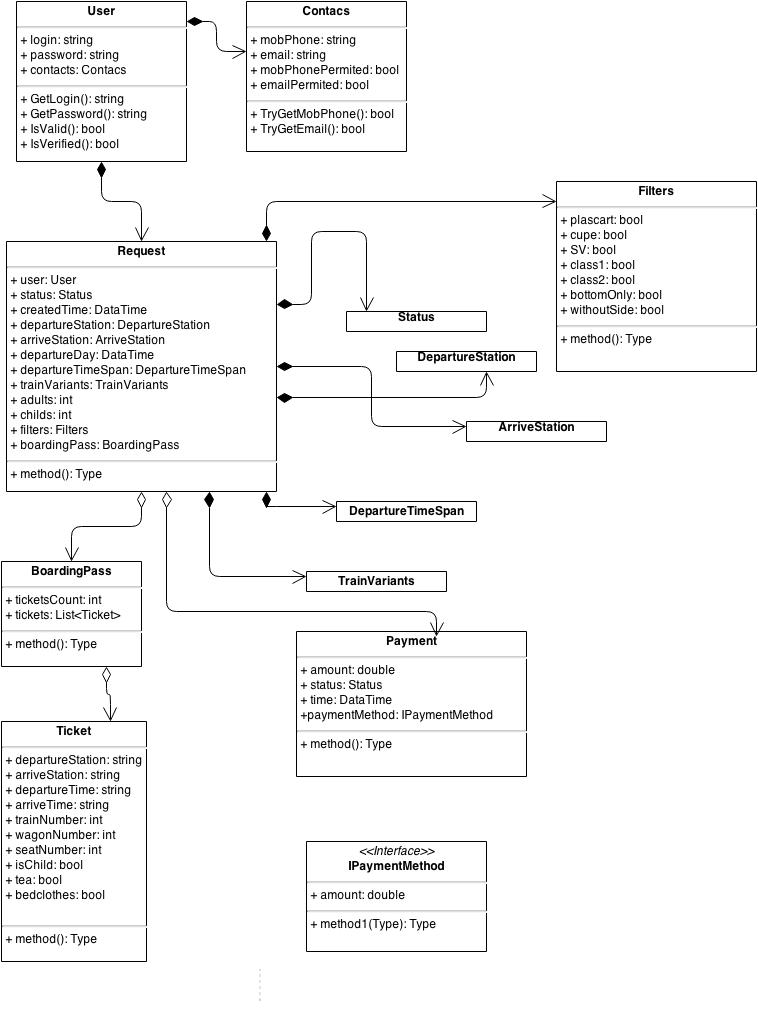 User
+ login: string
+ password: string
+ contacts: Contacs
+ GetLogin(): string
+ GetPassword(): string
+ IsValid(): bool
+ IsVerified(): bool
Contacs
+ mobPhone: string
+ email: string
+ mobPhonePermited: bool
+ emailPermited: bool
+ TryGetMobPhone(): bool
+ TryGetEmail(): bool
Filters
+ plascart: bool
+ cupe: bool
+ SV: bool
+ class1: bool
+ class2: bool
+ bottomOnly: bool
+ withoutSide: bool
+ method(): Type
Request
+ user: User
+ status: Status
+ createdTime: DataTime
+ departureStation: DepartureStation
+ arriveStation: ArriveStation
+ departureDay: DataTime
+ departureTimeSpan: DepartureTimeSpan
+ trainVariants: TrainVariants
+ adults: int
+ childs: int
+ filters: Filters
+ boardingPass: BoardingPass
+ method(): Type
Status
DepartureStation
ArriveStation
DepartureTimeSpan
TrainVariants
BoardingPass
+ ticketsCount: int
+ tickets: List<Ticket>
+ method(): Type
Payment
+ amount: double
+ status: Status
+ time: DataTime
+paymentMethod: IPaymentMethod
+ method(): Type
Ticket
+ departureStation: string
+ arriveStation: string
+ departureTime: string
+ arriveTime: string
+ trainNumber: int
+ wagonNumber: int
+ seatNumber: int
+ isChild: bool
+ tea: bool
+ bedclothes: bool
+ method(): Type
<<Interface>>
IPaymentMethod
+ amount: double
+ method1(Type): Type